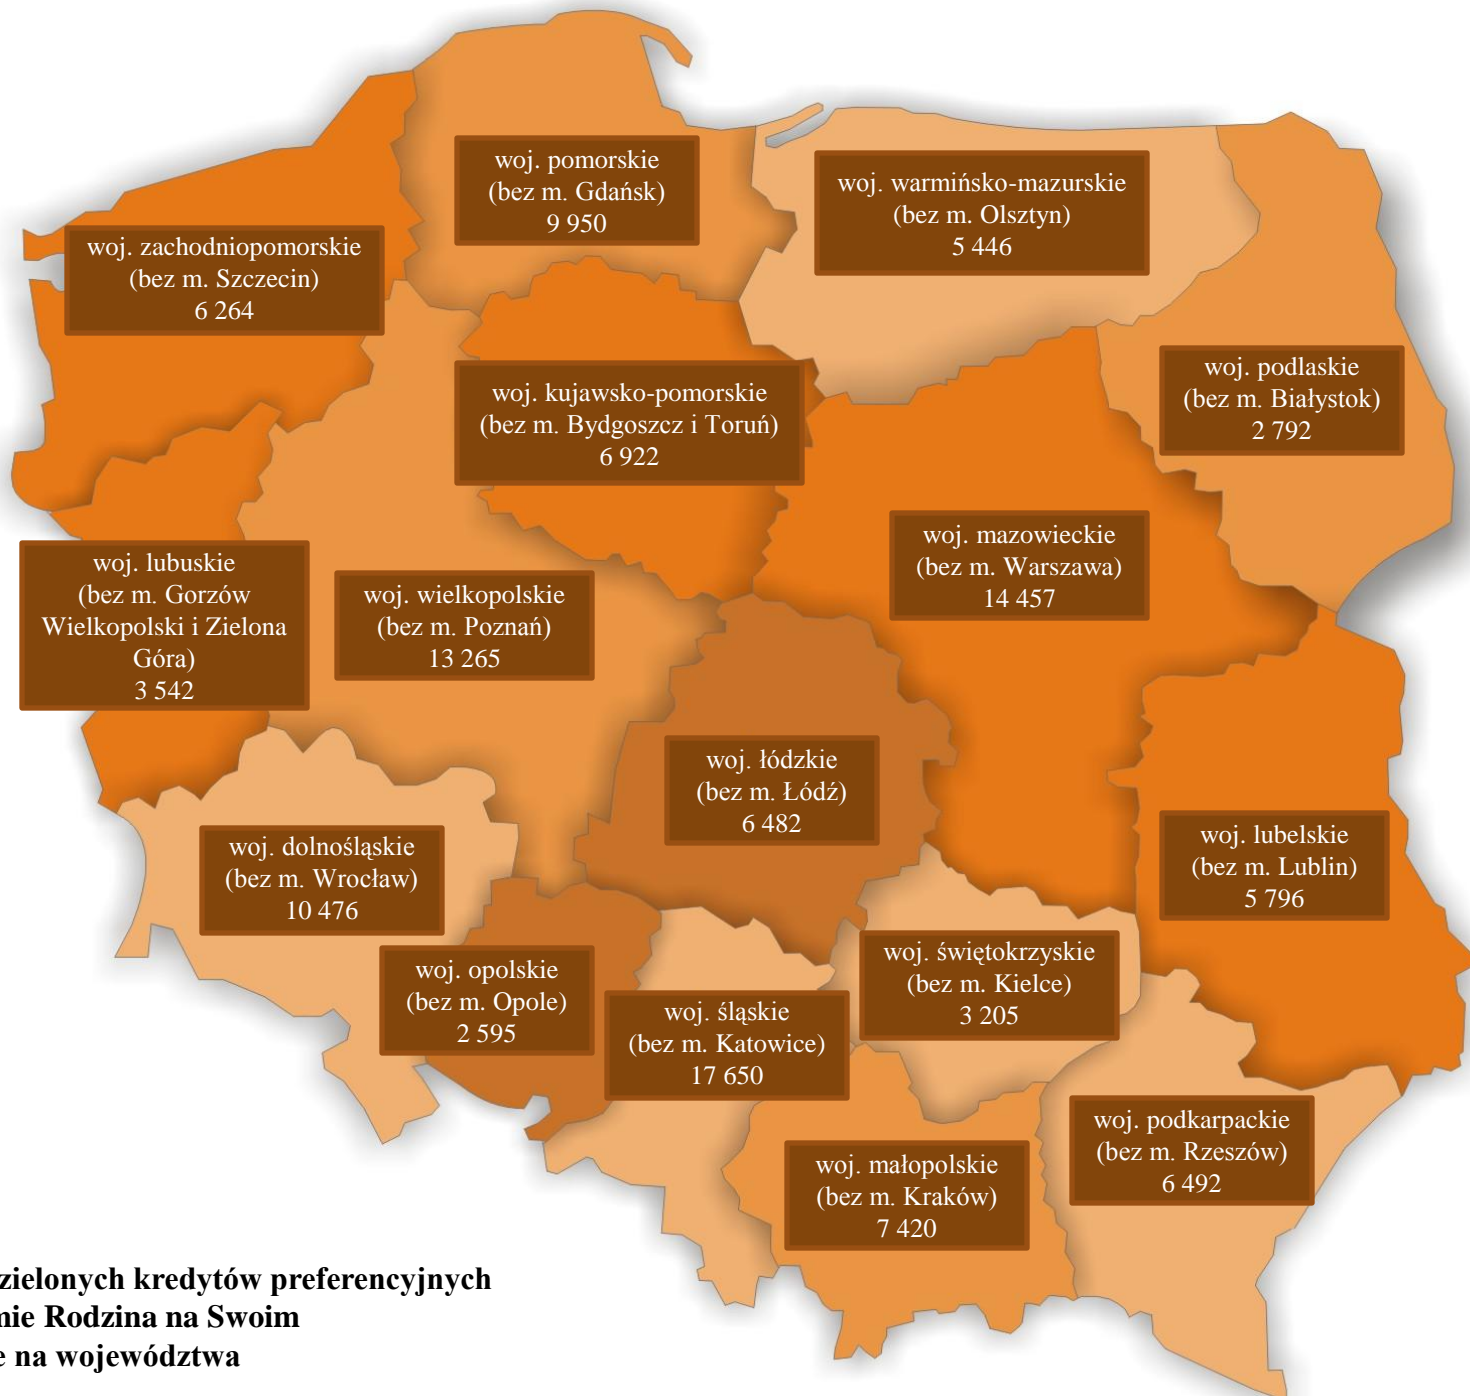 woj. pomorskie
(bez m. Gdańsk)
9 950
woj. warmińsko-mazurskie
(bez m. Olsztyn)
5 446
woj. zachodniopomorskie
(bez m. Szczecin)
6 264
woj. podlaskie
(bez m. Białystok)
2 792
woj. kujawsko-pomorskie
(bez m. Bydgoszcz i Toruń)
6 922
woj. mazowieckie
(bez m. Warszawa)
14 457
woj. lubuskie
(bez m. Gorzów
Wielkopolski i Zielona
Góra)
3 542
woj. wielkopolskie
(bez m. Poznań)
13 265
woj. łódzkie
(bez m. Łódź)
6 482
woj. lubelskie
(bez m. Lublin)
5 796
woj. dolnośląskie
(bez m. Wrocław)
10 476
woj. opolskie
(bez m. Opole)
2 595
woj. śląskie
(bez m. Katowice)
17 650
woj. świętokrzyskie
(bez m. Kielce)
3 205
woj. podkarpackie
(bez m. Rzeszów)
6 492
woj. małopolskie
(bez m. Kraków)
7 420
zielonych kredytów preferencyjnych
mie Rodzina na Swoim
e na województwa